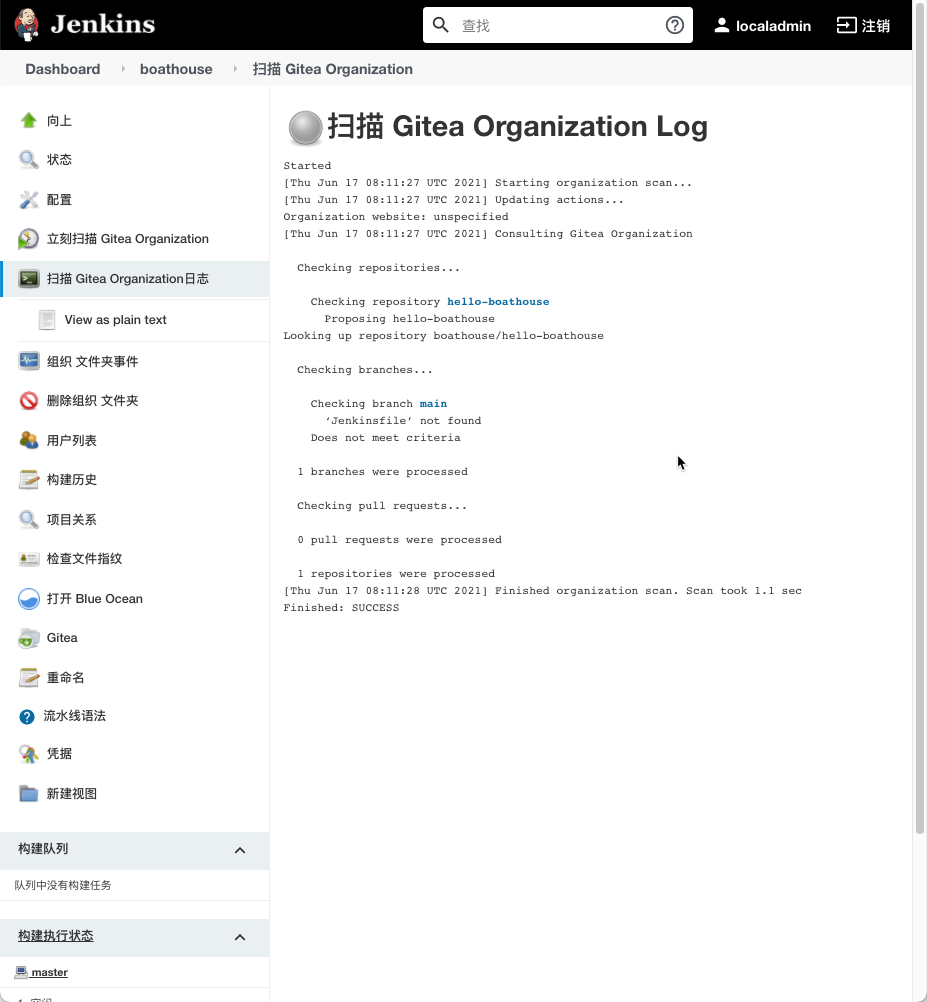 Jenkins
查找
localadmin
注销
Dashboard
boathouse
扫描 Gitea Organization
向上
状态
配置
立刻扫描 Gitea Organization
扫描 Gitea Organization日志
View as plain text
组织 文件夹事件
删除组织 文件夹
用户列表
构建历史
项目关系
检查文件指纹
打开 Blue Ocean
Gitea
重命名
流水线语法
凭据
新建视图
构建队列
队列中没有构建任务
构建执行状态
master
扫描 Gitea Organization Log
Started
[Thu Jun 17 08:11:27 UTC 2021] Starting organization scan...
[Thu Jun 17 08:11:27 UTC 2021] Updating actions...
Organization website: unspecified
[Thu Jun 17 08:11:27 UTC 2021] Consulting Gitea Organization
Checking repositories...
Checking repository hello-boathouse
Proposing hello-boathouse
Looking up repository boathouse/hello-boathouse
Checking branches...
Checking branch main
‘Jenkinsfile’ not found
Does not meet criteria
1 branches were processed
Checking pull requests...
0 pull requests were processed
1 repositories were processed
[Thu Jun 17 08:11:28 UTC 2021] Finished organization scan. Scan took 1.1 sec
Finished: SUCCESS